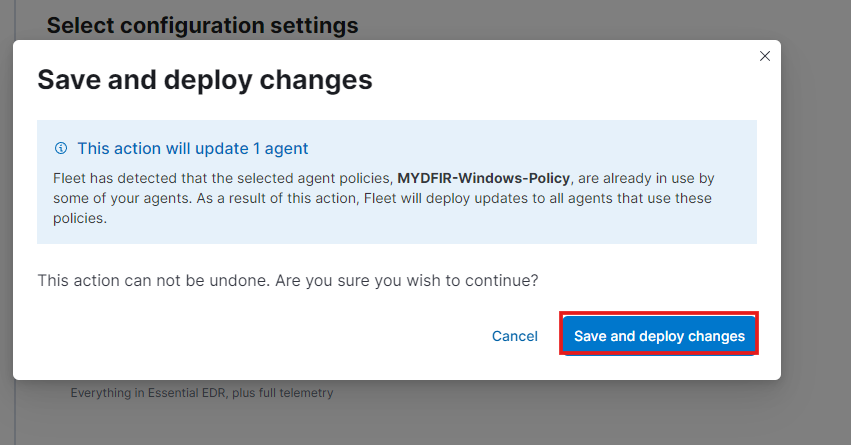 Select configuration settings
Save and deploy changes
This action will update 1 agent
Fleet has detected that the selected agent policies, MYDFIR-Windows-Policy, are already in use by
some of your agents. As a result of this action, Fleet will deploy updates to all agents that use these
policies.
This action can not be undone. Are you sure you wish to continue?
Cancel
Save and deploy changes
Everything in Essential EDR, plus full telemetry